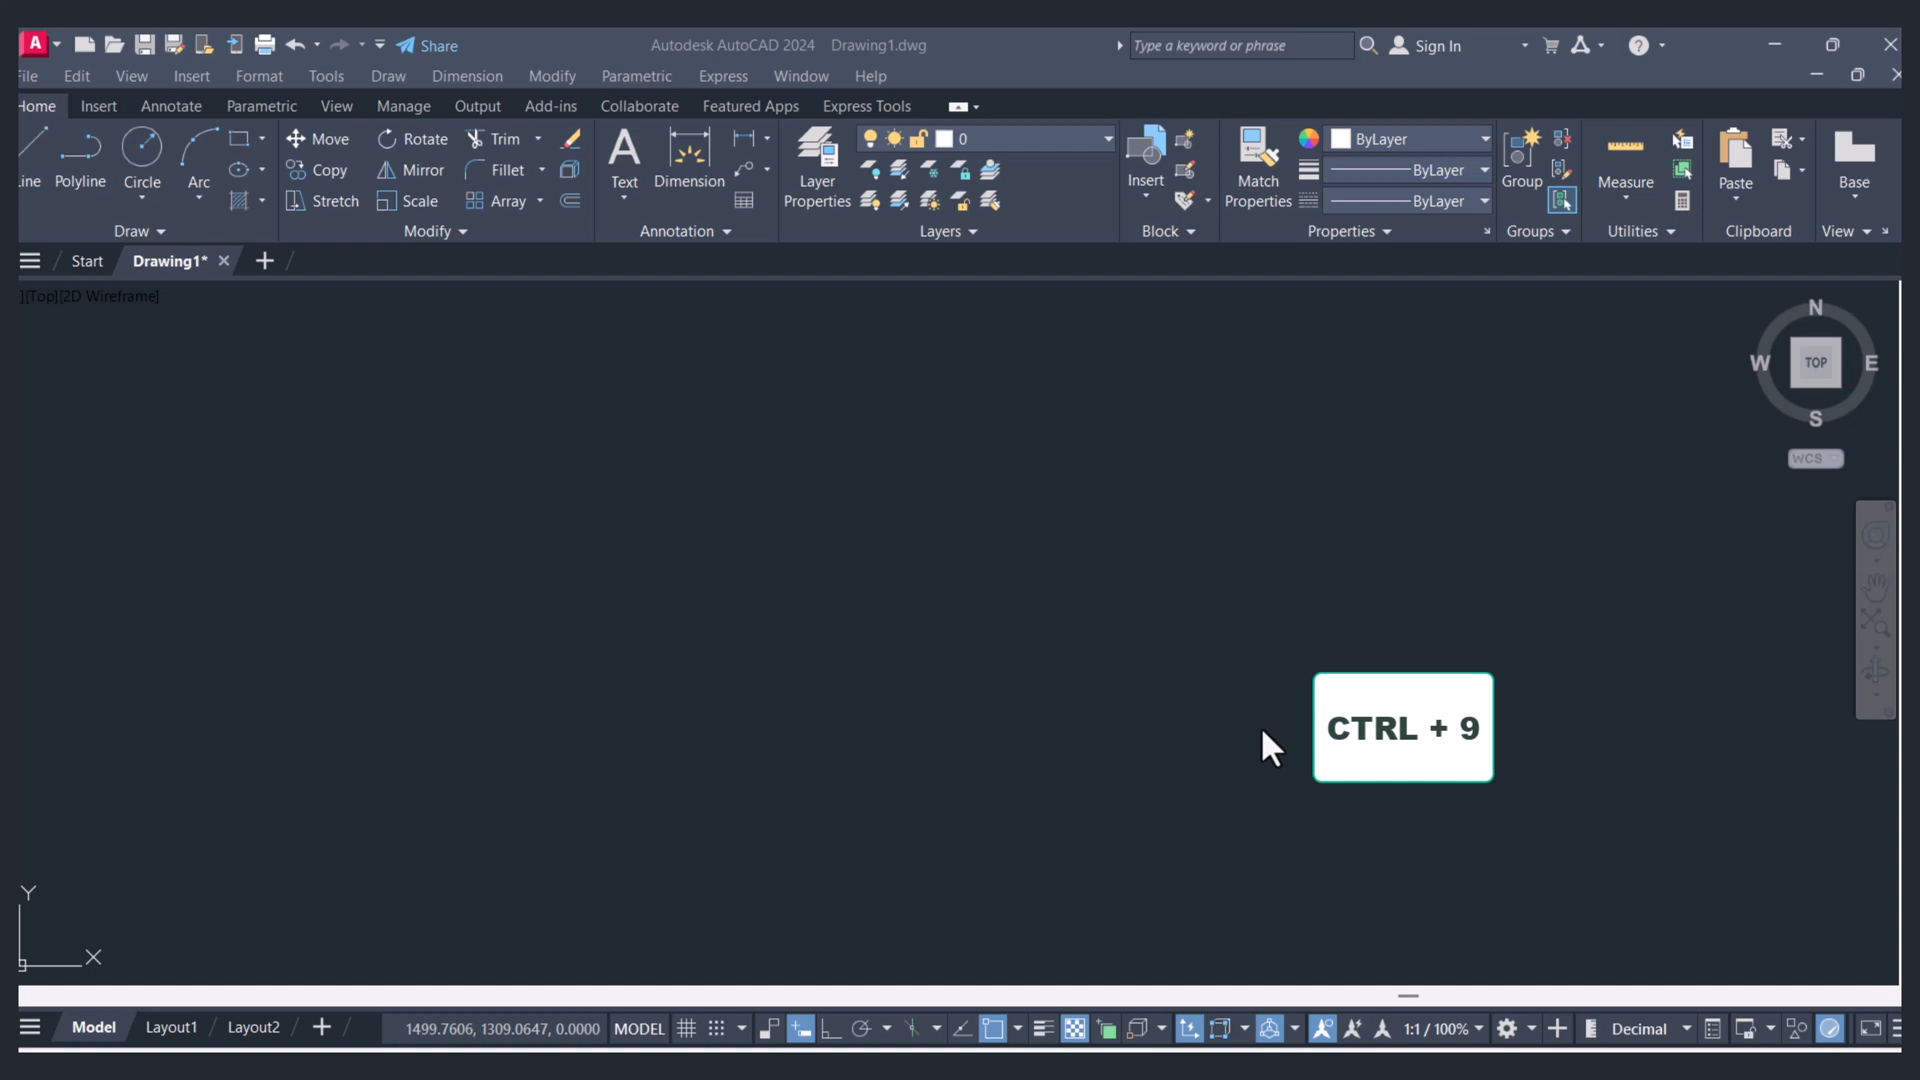 A Share Autodesk AutoCAD 2024 Drawing1.dwg Type a keyword or phrase Sign In
File Edit View Insert Format Tools Draw Dimension Modify Parametric Express Window Help
Home Insert Annotate Parametric View Manage Output Add-ins Collaborate Featured Apps Express Tools
Move Rotate Trim 0 ByLayer
Line Polyline Circle Arc Copy Mirror Fillet Text Dimension Layer Properties Insert Match Properties ByLayer Group Measure Paste Base
Stretch Scale Array ByLayer
Draw Modify Annotation Layers Block Properties Groups Utilities Clipboard View
Start Drawing1* +
][Top][2D Wireframe]
N
W TOP E
S
WCS
CTRL + 9
Y
X
Model Layout1 Layout2 + 1499.7606, 1309.0647, 0.0000 MODEL 1:1 / 100% Decimal